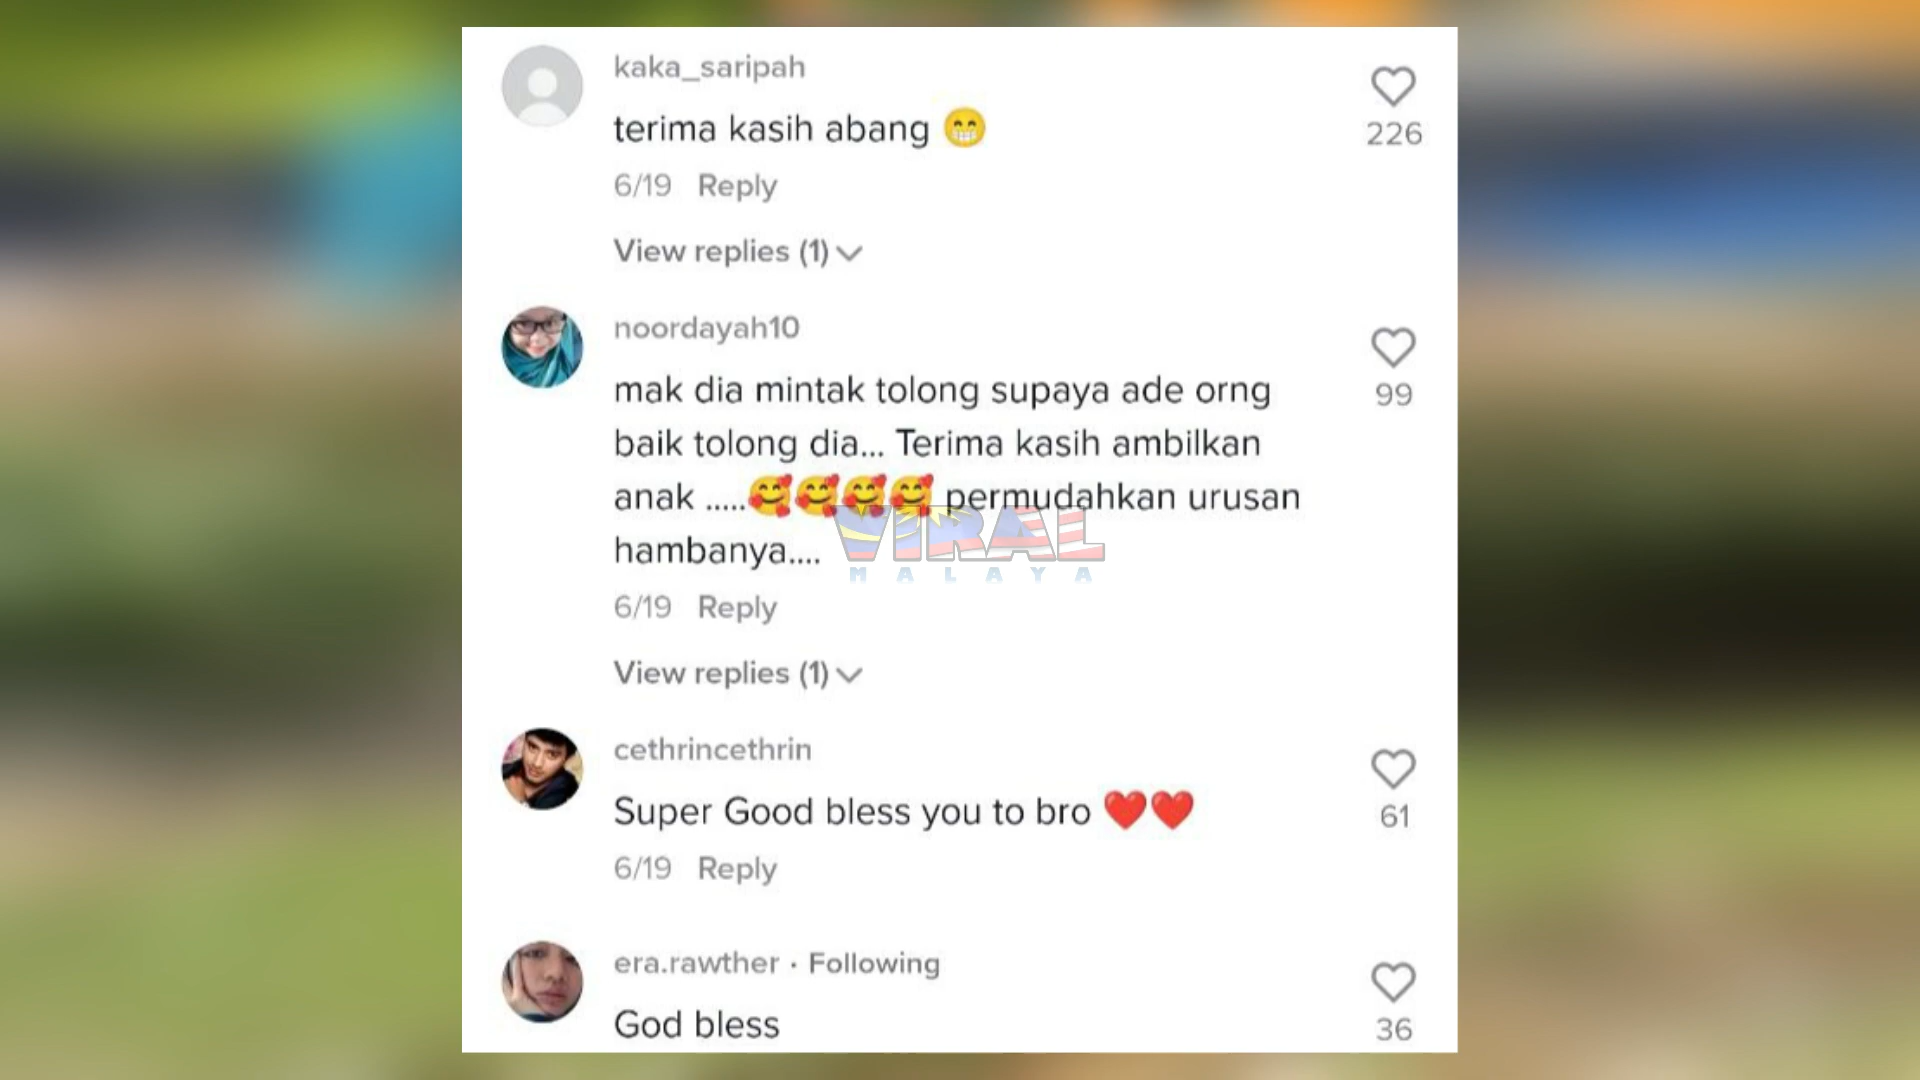 kaka_saripah
terima kasih abang 😁
226
6/19 Reply
View replies (1)
noordayah10
mak dia mintak tolong supaya ade orng
baik tolong dia... Terima kasih ambilkan
anak .....🥰🥰🥰🥰 permudahkan urusan
hambanya....
99
VIRAL
MALAYA
6/19 Reply
View replies (1)
cethrincethrin
Super Good bless you to bro ❤️❤️
61
6/19 Reply
era.rawther · Following
God bless
36